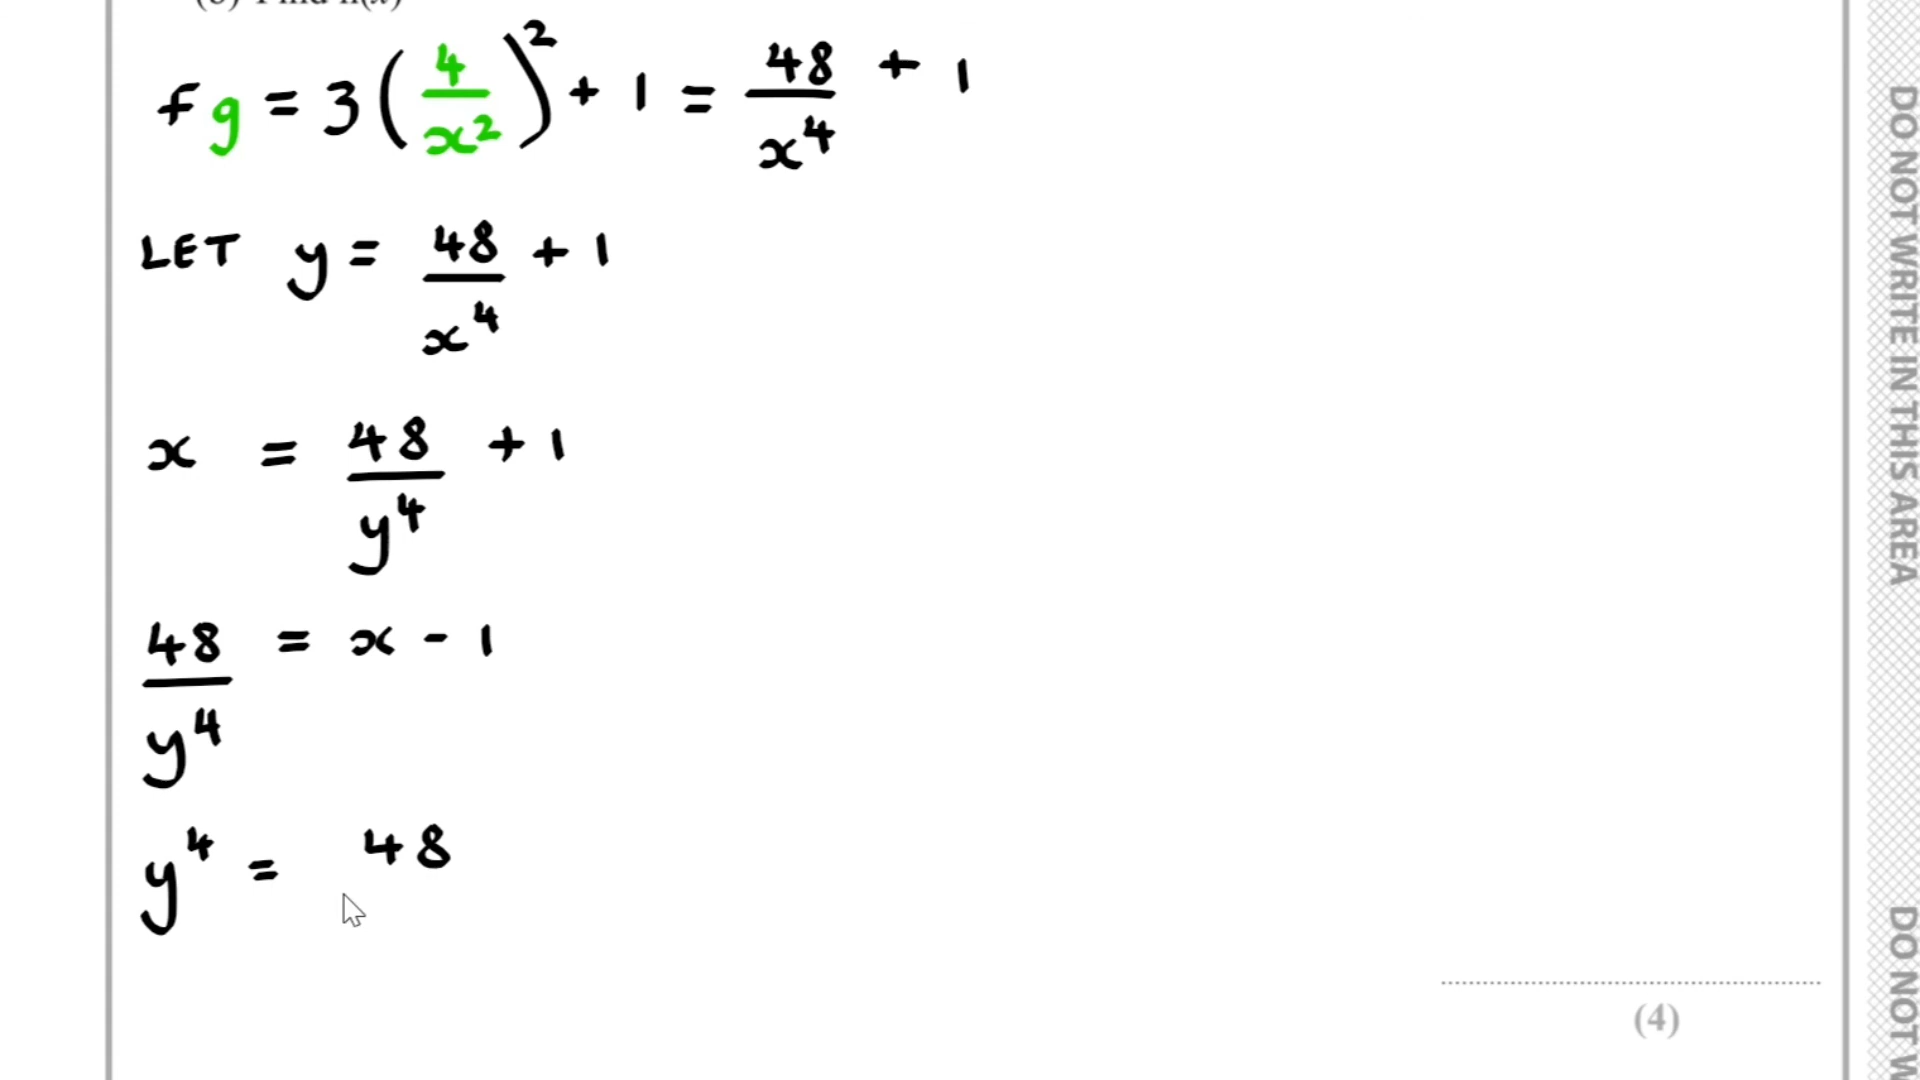 fg = 3(4/x²)² + 1 = 48/x⁴ + 1
LET y = 48/x⁴ + 1
x = 48/y⁴ + 1
48/y⁴ = x - 1
y⁴ = 48
(4)
DO NOT WRITE IN THIS AREA
DO NOT W